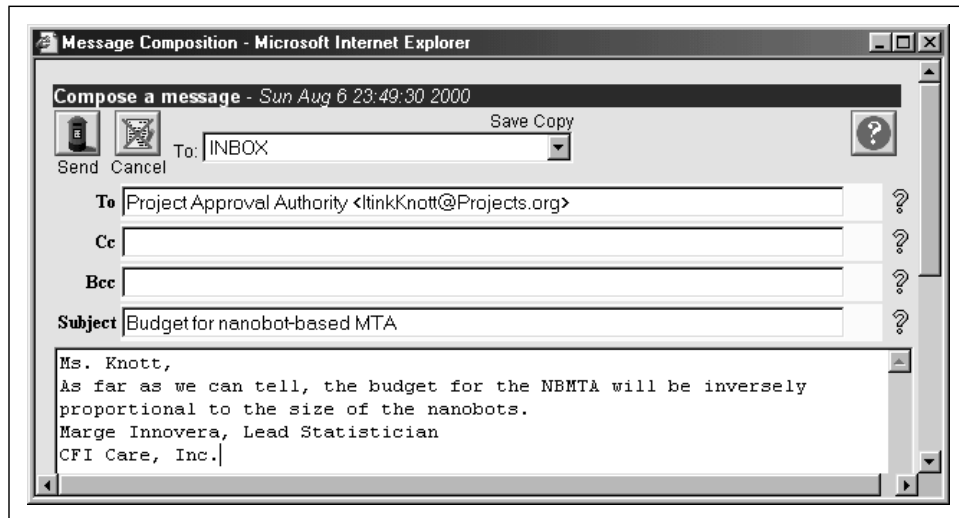 Message Composition - Microsoft Internet Explorer
Compose a message - Sun Aug 6 23:49:30 2000
Save Copy
To: INBOX
Send Cancel
To Project Approval Authority <ItinkKnott@Projects.org>
Cc
Bcc
Subject Budget for nanobot-based MTA
Ms. Knott,
As far as we can tell, the budget for the NBMTA will be inversely
proportional to the size of the nanobots.
Marge Innovera, Lead Statistician
CFI Care, Inc.